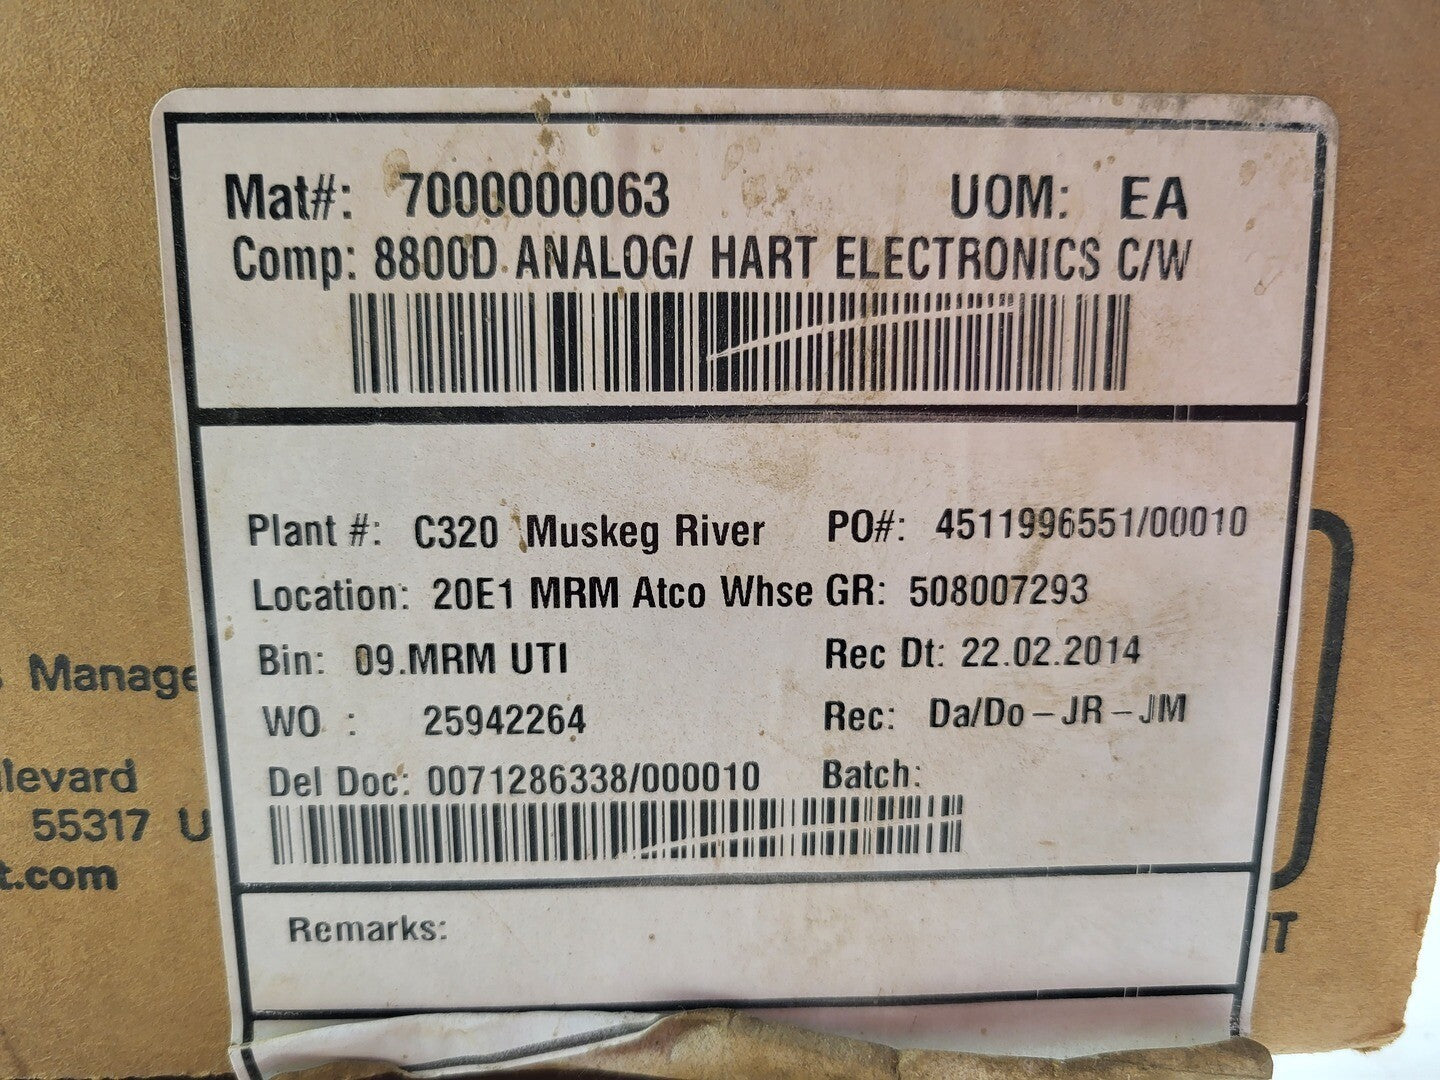 Mat#: 7000000063 UOM: EA
Comp: 8800D ANALOG/ HART ELECTRONICS C/W
Plant #: C320 Muskeg River PO#: 4511996551/00010
Location: 20E1 MRM Atco Whse GR: 508007293
Bin: 09.MRM UTI Rec Dt: 22.02.2014
WO : 25942264 Rec: Da/Do-JR-JM
Del Doc: 0071286338/000010 Batch:
Remarks:
s Manage
ulevard
55317 U
t.com
IT